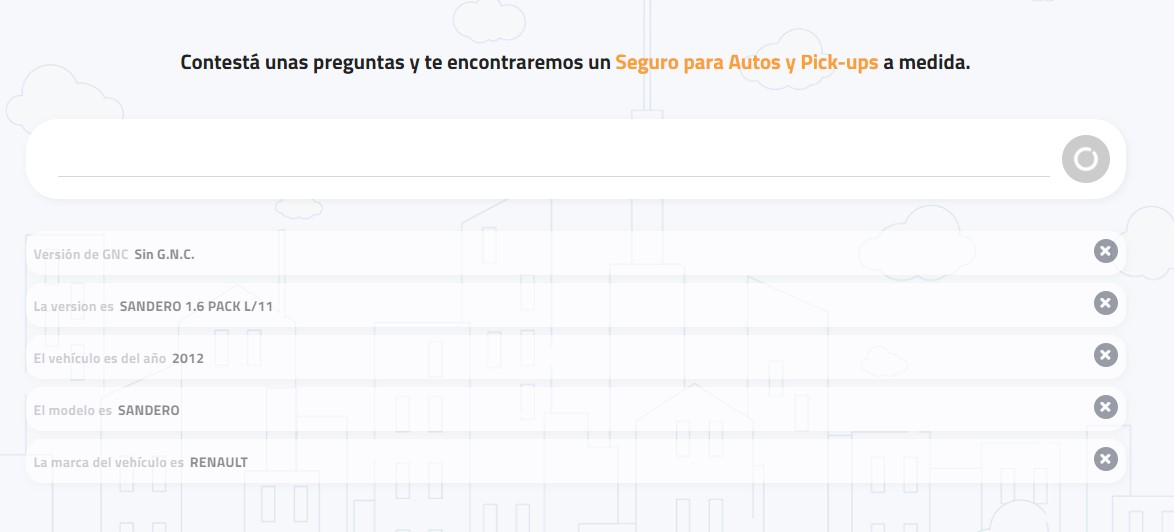 Contestá unas preguntas y te encontraremos un Seguro para Autos y Pick-ups a medida.
Versión de GNC Sin G.N.C.
La version es SANDERO 1.6 PACK L/11
El vehículo es del año 2012
El modelo es SANDERO
La marca del vehículo es RENAULT